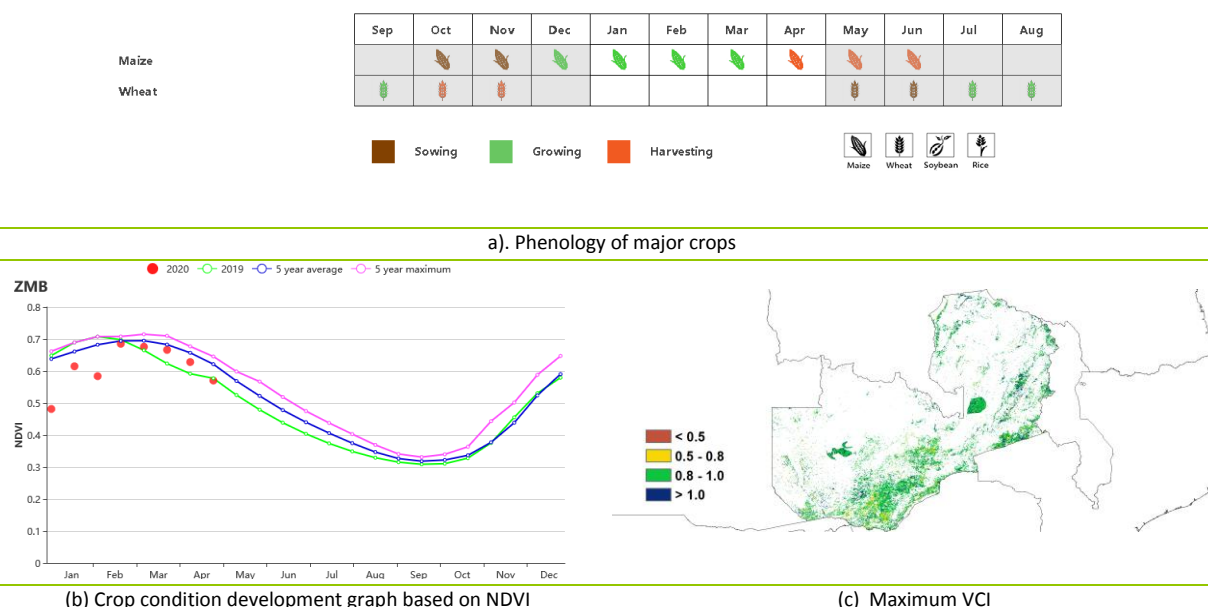 Sep Oct Nov Dec Jan Feb Mar Apr May Jun Jul Aug
Maize
Wheat
Sowing Growing Harvesting
Maize Wheat Soybean Rice
a). Phenology of major crops
2020 2019 5 year average 5 year maximum
ZMB
0.8
0.7
0.6
0.5
0.4
0.3
0.2
0.1
0
NDVI
Jan Feb Mar Apr May Jun Jul Aug Sep Oct Nov Dec
< 0.5
0.5 - 0.8
0.8 - 1.0
> 1.0
(b) Crop condition development graph based on NDVI
(c) Maximum VCI